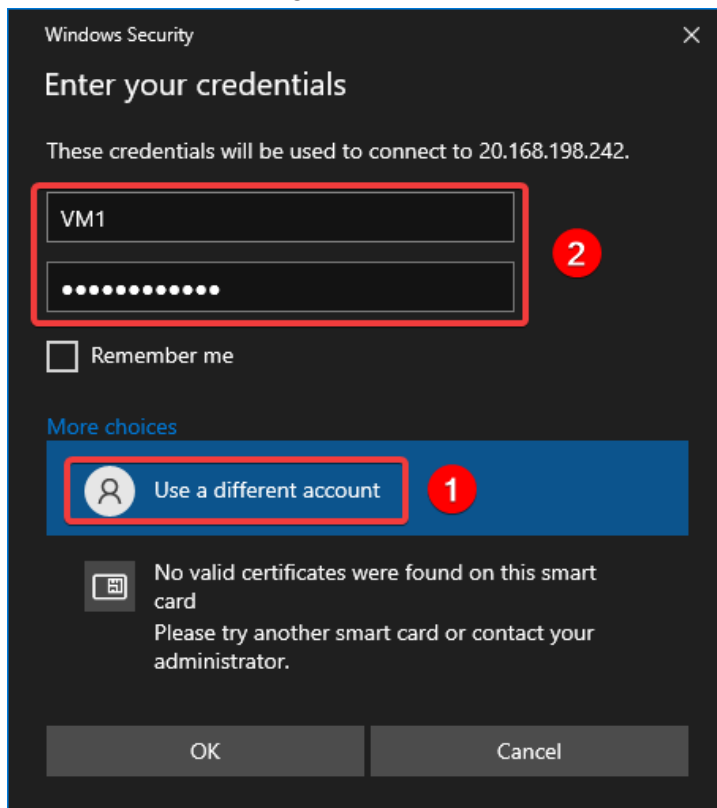 Windows Security
Enter your credentials
These credentials will be used to connect to 20.168.198.242.
VM1
••••••••••••
2
Remember me
More choices
Use a different account
1
No valid certificates were found on this smart
card
Please try another smart card or contact your
administrator.
OK
Cancel